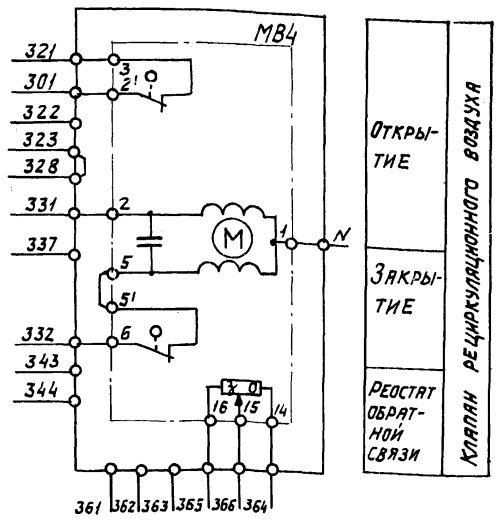 МВ4
321
301
322
323
328
331
337
332
343
344
3
2'
2
1
N
М
5
5'
6
З
О
16
15
14
361
362
363
365
366
364
ОТКРЫ-
ТИЕ
ЗАКРЫ-
ТИЕ
РЕОСТАТ
ОБРАТ-
НОЙ
СВЯЗИ
КЛАПАН РЕЦИРКУЛЯЦИОННОГО ВОЗДУХА